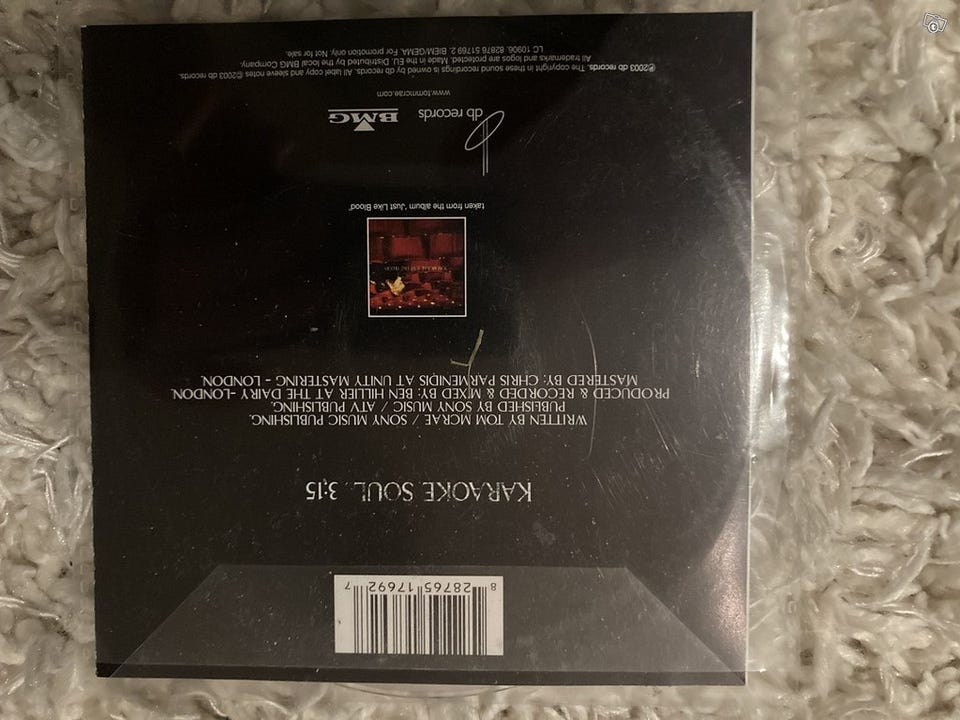 KARAOKE SOUL. 3:15
WRITTEN BY TOM MCRAE / SONY MUSIC PUBLISHING.
PUBLISHED BY SONY MUSIC / ATV PUBLISHING.
PRODUCED & RECORDED & MIXED BY: BEN HILLIER AT THE DAIRY -LONDON.
MASTERED BY: CHRIS PARMENIDIS AT UNITY MASTERING - LONDON.
taken from the album 'Just Like Blood'
db records
BMG
www.tommcrae.com
℗2003 db records. The copyright in these sound recordings is owned by db records. All label copy and sleeve notes ©2003 db records.
All trademarks and logos are protected. Made in the EU. Distributed by the local BMG Company.
LC 10906. 82876 51769 2. BIEM/GEMA. For promotion only. Not for sale.
8 28765 17692 7